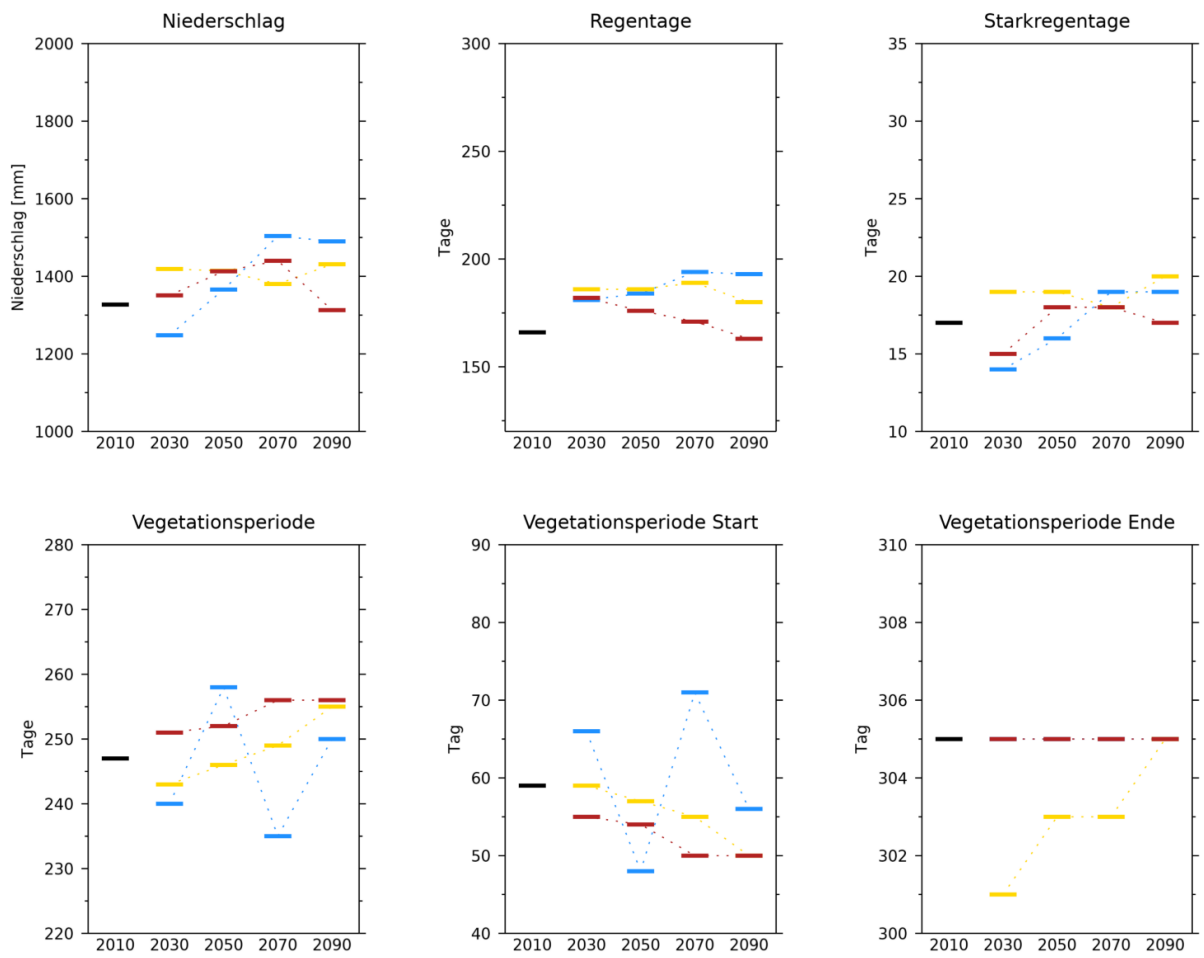 Niederschlag
Regentage
Starkregentage
2000
1800
1600
1400
1200
1000
Niederschlag [mm]
2010 2030 2050 2070 2090
300
250
200
150
Tage
2010 2030 2050 2070 2090
35
30
25
20
15
10
Tage
2010 2030 2050 2070 2090
Vegetationsperiode
Vegetationsperiode Start
Vegetationsperiode Ende
280
270
260
250
240
230
220
Tage
2010 2030 2050 2070 2090
90
80
70
60
50
40
Tag
2010 2030 2050 2070 2090
310
308
306
304
302
300
Tag
2010 2030 2050 2070 2090